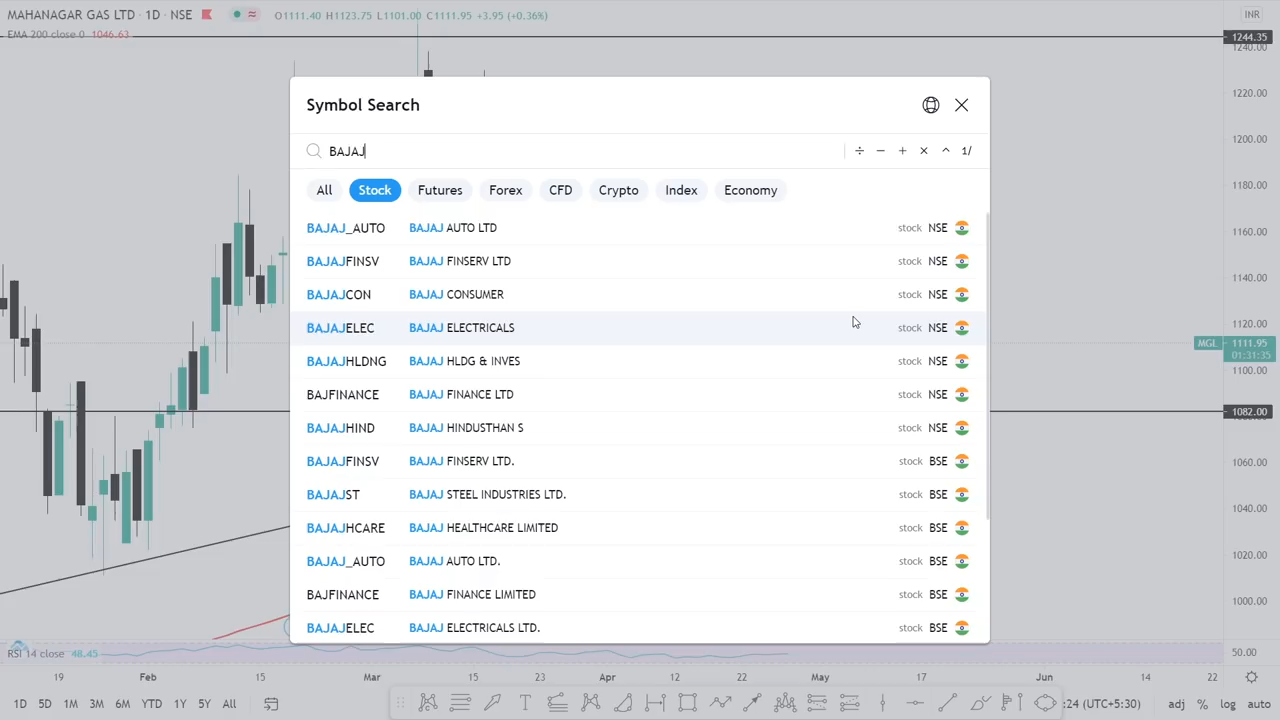 MAHANAGAR GAS LTD · 1D · NSE O1111.40 H1123.75 L1101.00 C1111.95 +3.95 (+0.36%) INR
EMA 200 close 0 1046.63
1244.35
1240.00
1220.00
1200.00
1180.00
1160.00
1140.00
1120.00
MGL 1111.95
01:31:35
1100.00
1082.00
1060.00
1040.00
1020.00
1000.00
50.00
Symbol Search
BAJAJ ÷ − + × ^ 1/
All Stock Futures Forex CFD Crypto Index Economy
BAJAJ_AUTO BAJAJ AUTO LTD stock NSE
BAJAJFINSV BAJAJ FINSERV LTD stock NSE
BAJAJCON BAJAJ CONSUMER stock NSE
BAJAJELEC BAJAJ ELECTRICALS stock NSE
BAJAJHLDNG BAJAJ HLDG & INVES stock NSE
BAJFINANCE BAJAJ FINANCE LTD stock NSE
BAJAJHIND BAJAJ HINDUSTHAN S stock NSE
BAJAJFINSV BAJAJ FINSERV LTD. stock BSE
BAJAJST BAJAJ STEEL INDUSTRIES LTD. stock BSE
BAJAJHCARE BAJAJ HEALTHCARE LIMITED stock BSE
BAJAJ_AUTO BAJAJ AUTO LTD. stock BSE
BAJFINANCE BAJAJ FINANCE LIMITED stock BSE
BAJAJELEC BAJAJ ELECTRICALS LTD. stock BSE
RSI 14 close 48.45
19 Feb 15 Mar 15 23 Apr 12 22 May 17 Jun 14 22
1D 5D 1M 3M 6M YTD 1Y 5Y All :24 (UTC+5:30) adj % log auto